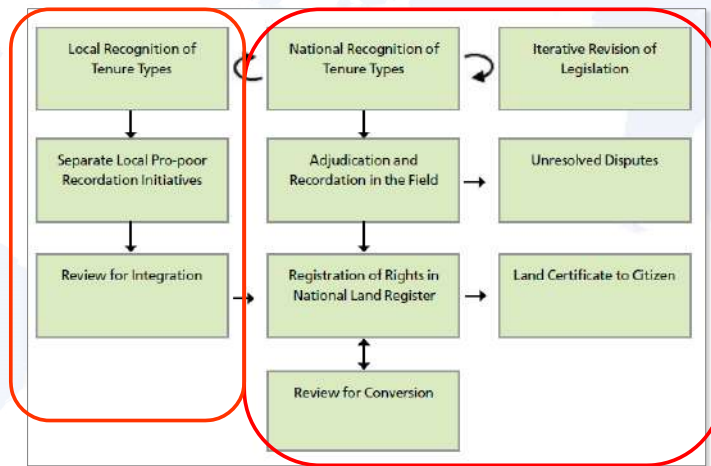 Local Recognition of
Tenure Types
National Recognition of
Tenure Types
Iterative Revision of
Legislation
Separate Local Pro-poor
Recordation Initiatives
Adjudication and
Recordation in the Field
Unresolved Disputes
Review for Integration
Registration of Rights in
National Land Register
Land Certificate to Citizen
Review for Conversion